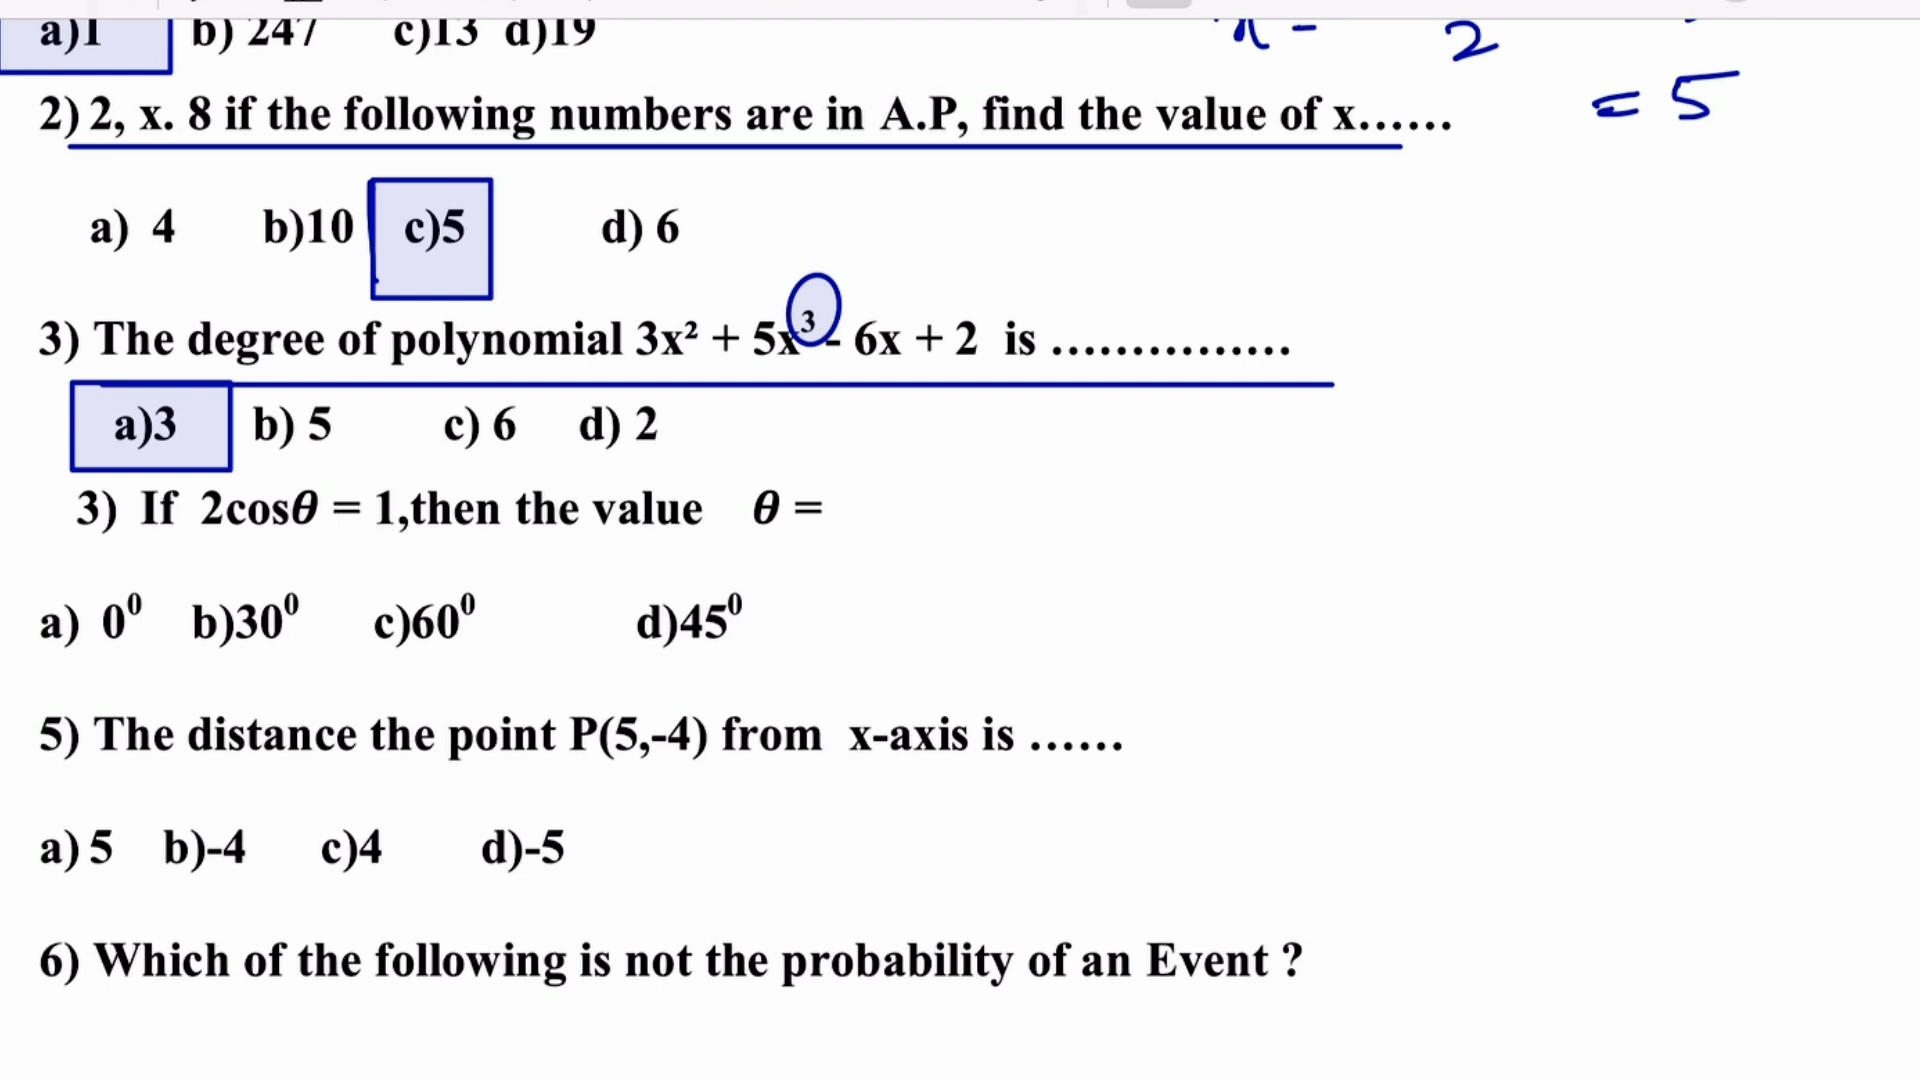 a)1 b) 247 c)13 d)19
x = 2
= 5
2) 2, x. 8 if the following numbers are in A.P, find the value of x......
a) 4 b)10 c)5 d) 6
3) The degree of polynomial 3x² + 5x³ - 6x + 2 is ...............
a)3 b) 5 c) 6 d) 2
3) If 2cosθ = 1,then the value θ =
a) 0⁰ b)30⁰ c)60⁰ d)45⁰
5) The distance the point P(5,-4) from x-axis is ......
a) 5 b)-4 c)4 d)-5
6) Which of the following is not the probability of an Event ?